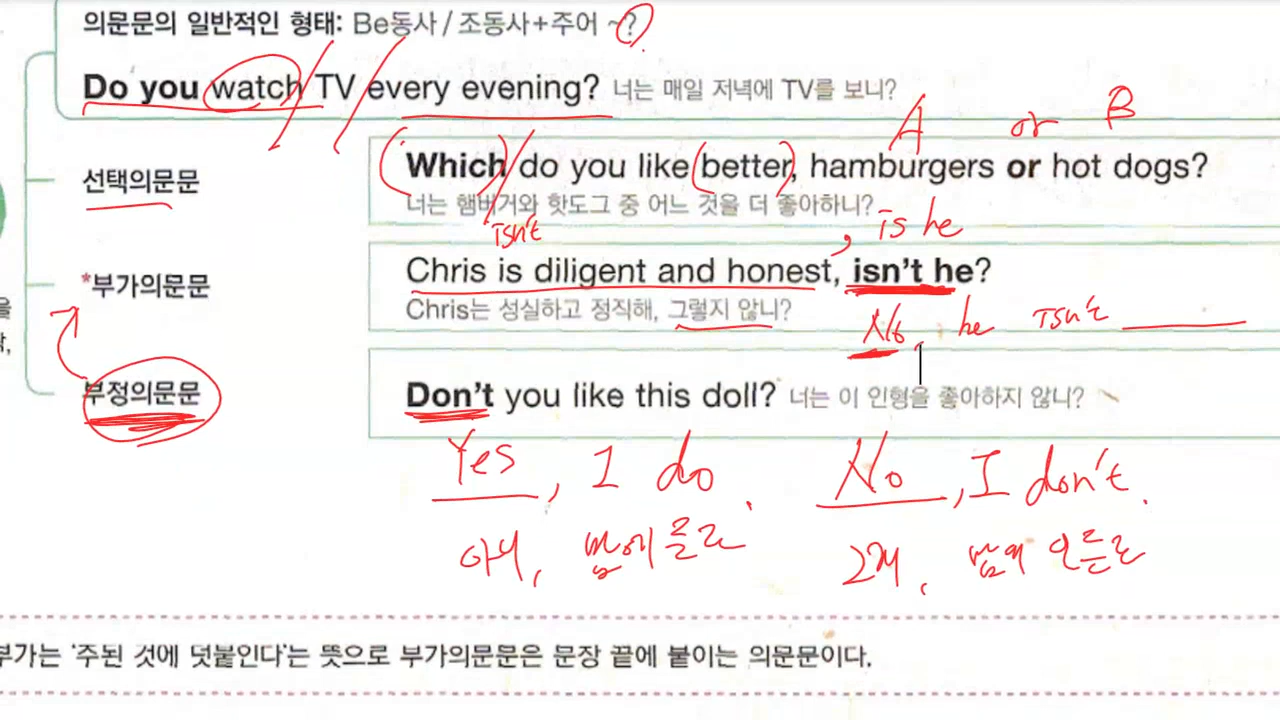 의문문의 일반적인 형태: Be동사 / 조동사+주어 ~?
Do you watch TV every evening? 너는 매일 저녁에 TV를 보니?
A or B
선택의문문
Which do you like better, hamburgers or hot dogs?
너는 햄버거와 핫도그 중 어느 것을 더 좋아하니?
isn't , is he
*부가의문문
Chris is diligent and honest, isn't he?
Chris는 성실하고 정직해, 그렇지 않니?
을
No, he isn't
부정의문문
Don't you like this doll? 너는 이 인형을 좋아하지 않니?
Yes, I do. No, I don't.
아니,
부가는 '주된 것에 덧붙인다'는 뜻으로 부가의문문은 문장 끝에 붙이는 의문문이다.